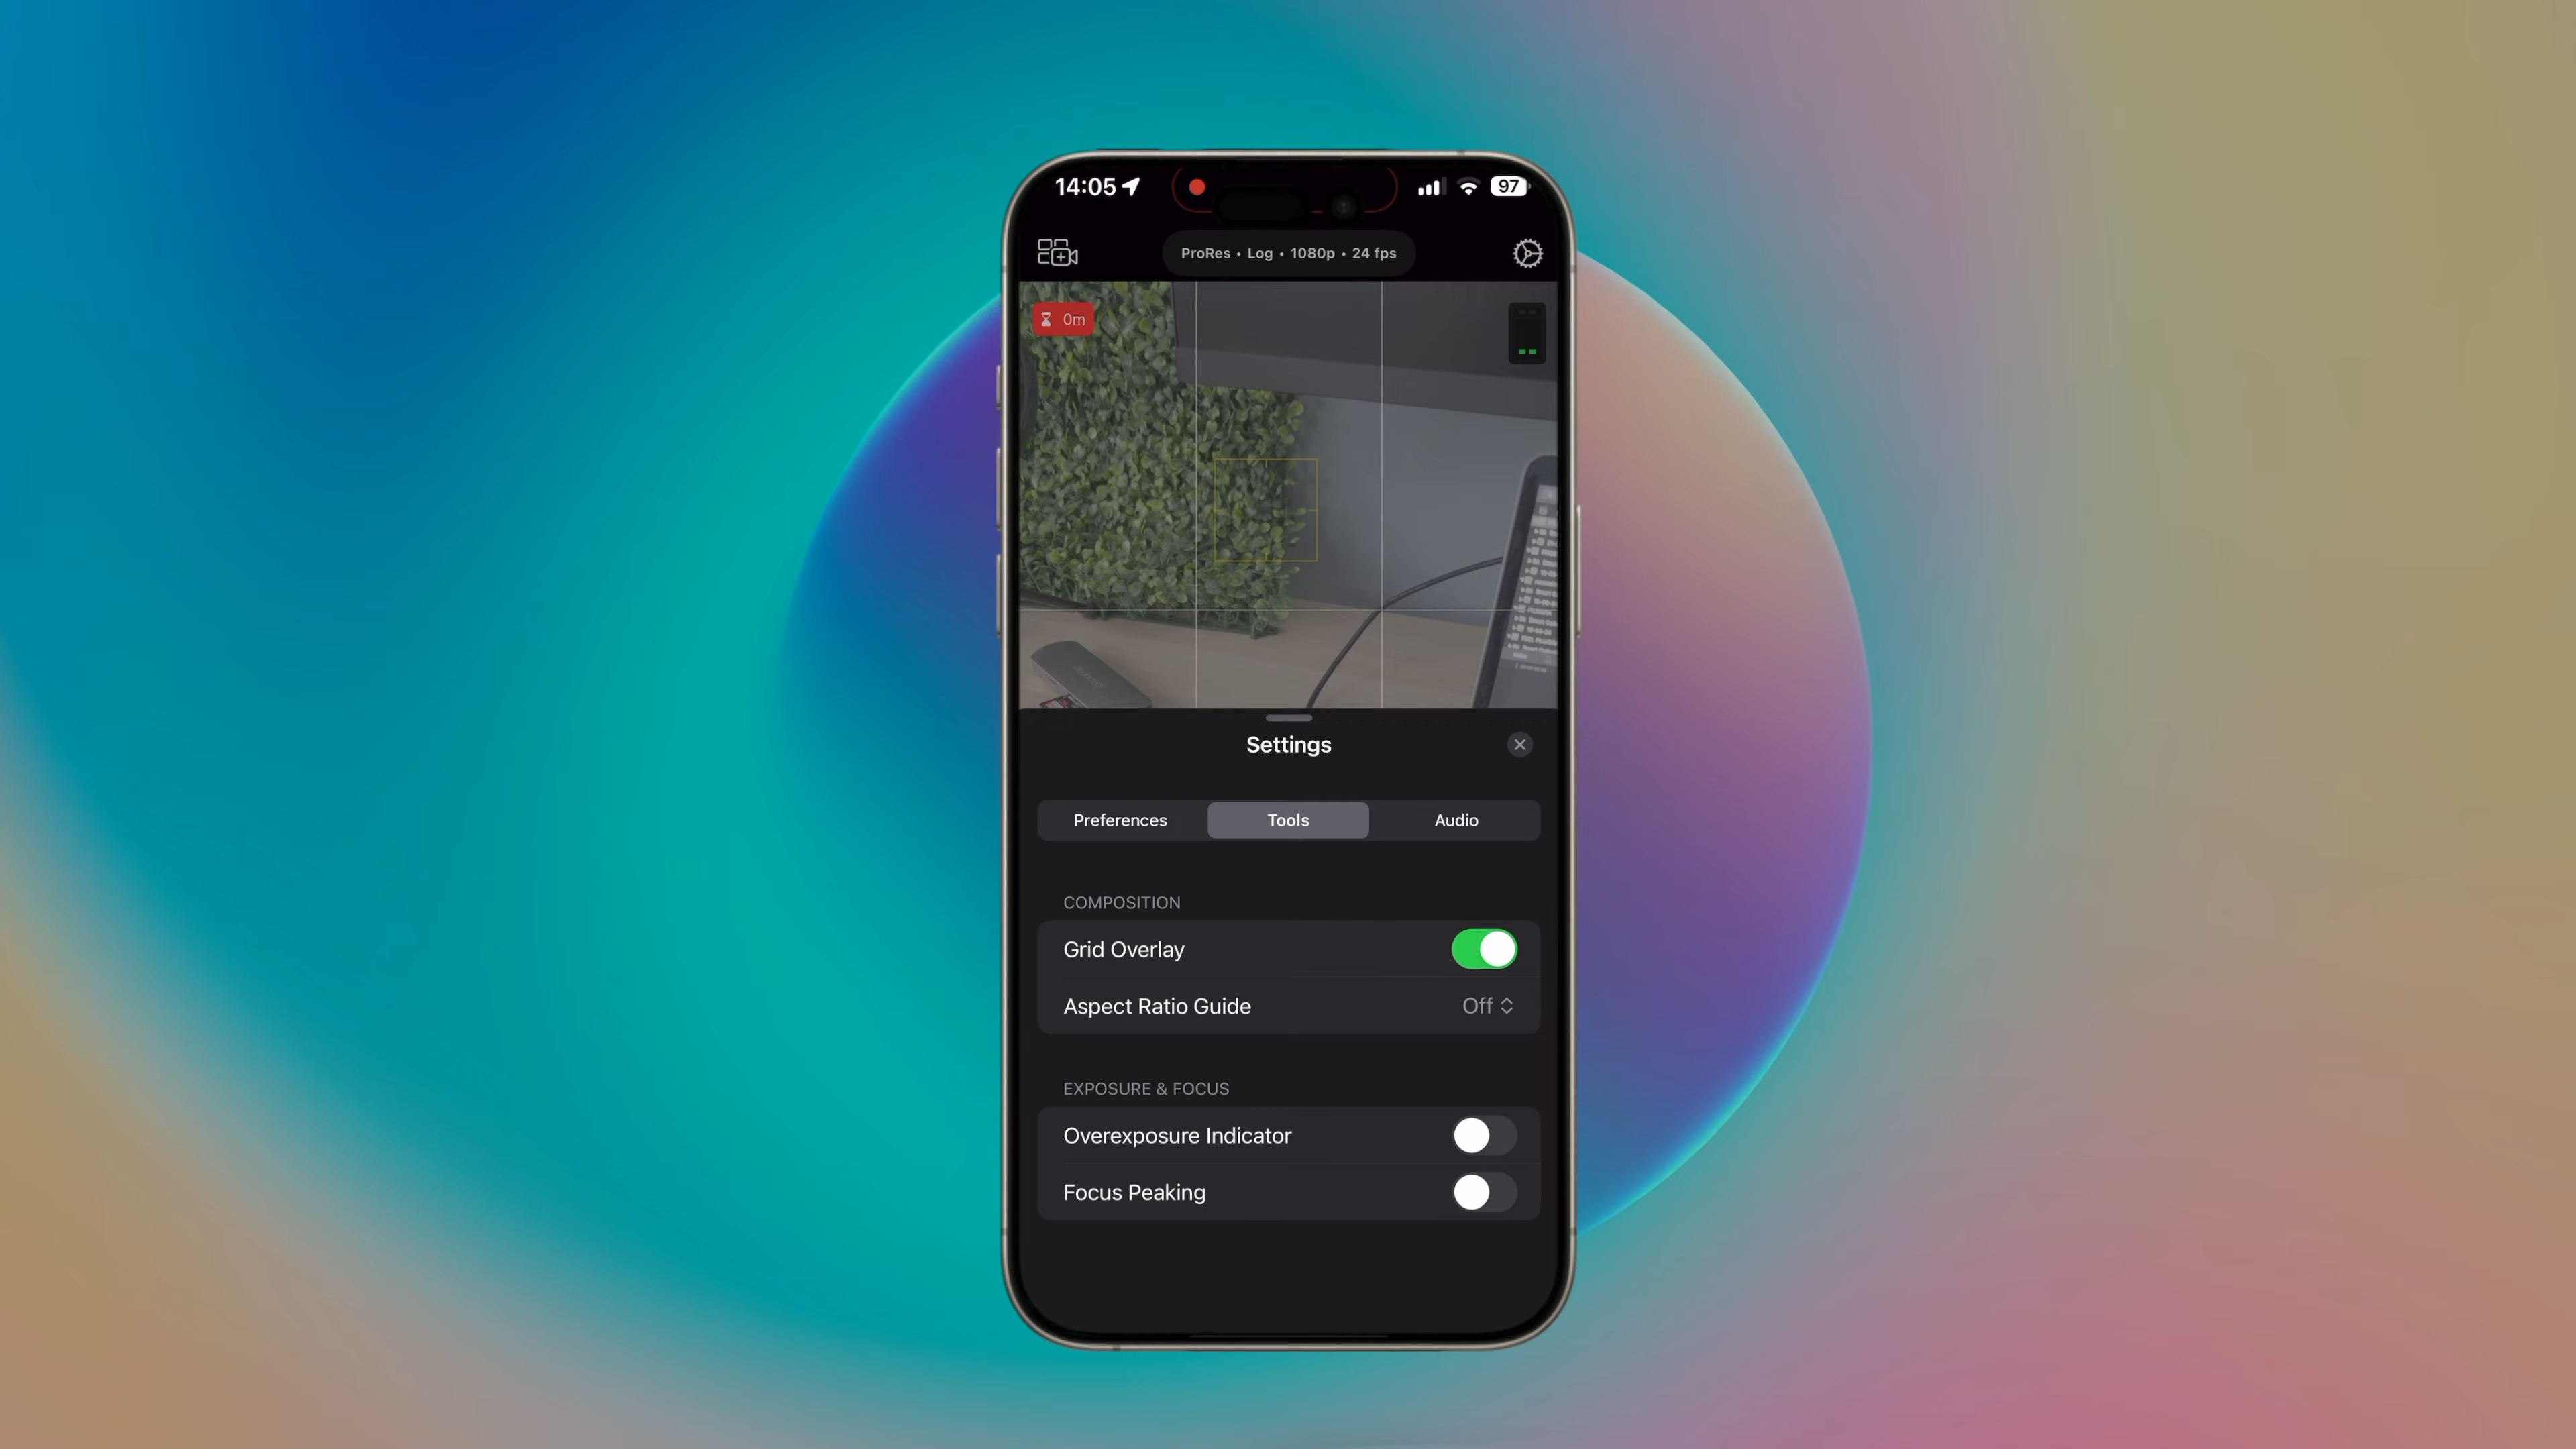 14:05
97
ProRes • Log • 1080p • 24 fps
0m
Settings
Preferences
Tools
Audio
COMPOSITION
Grid Overlay
Aspect Ratio Guide
Off
EXPOSURE & FOCUS
Overexposure Indicator
Focus Peaking